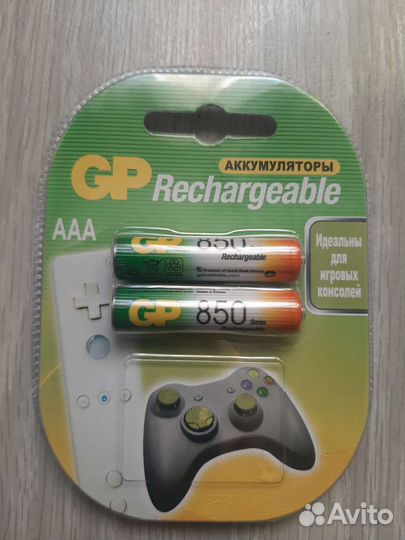 АККУМУЛЯТОРЫ
GP Rechargeable
AAA
Идеальны
для
игровых
консолей
GP 850
Rechargeable
GP 850 Series
Rechargeable
Avito